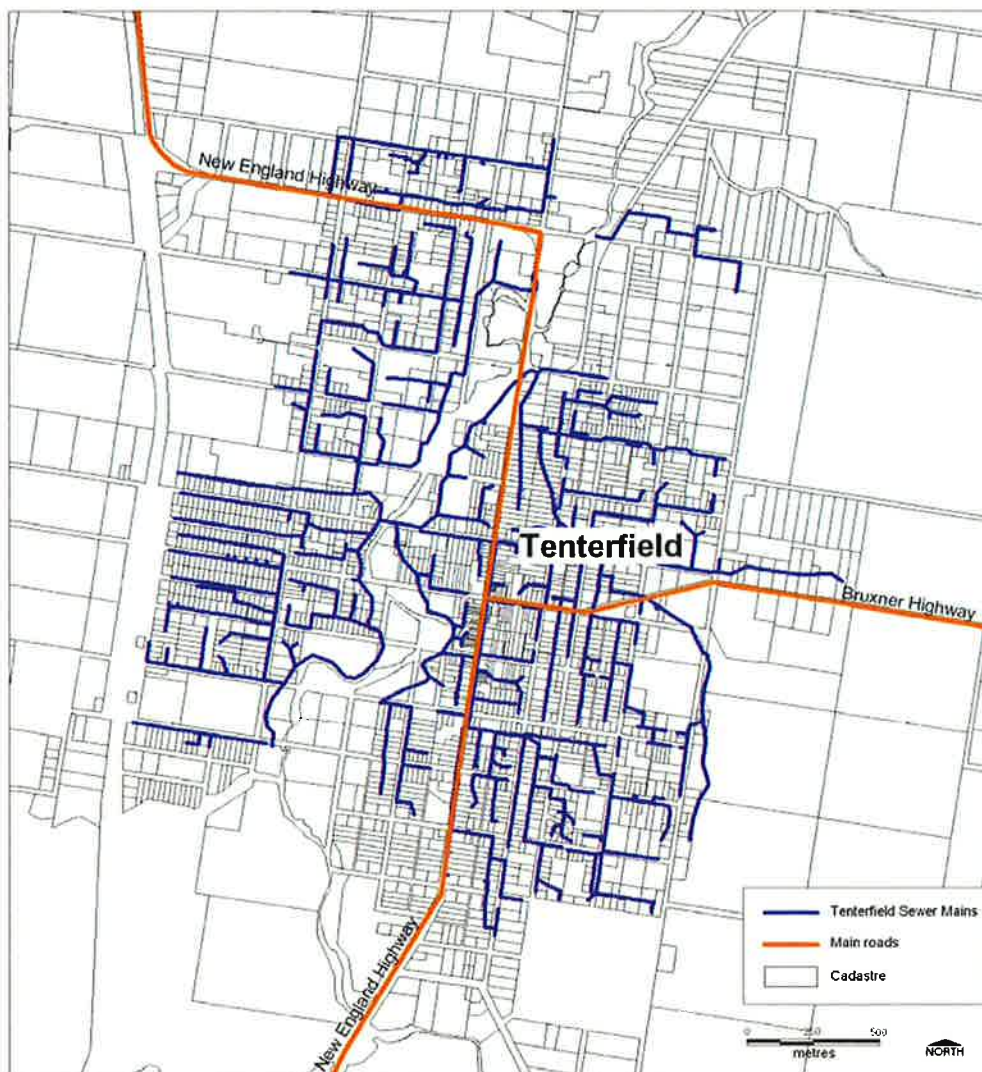 New England Highway
Tenterfield
Bruxner Highway
New England Highway
Tenterfield Sewer Mains
Main roads
Cadastre
0 500
metres
NORTH